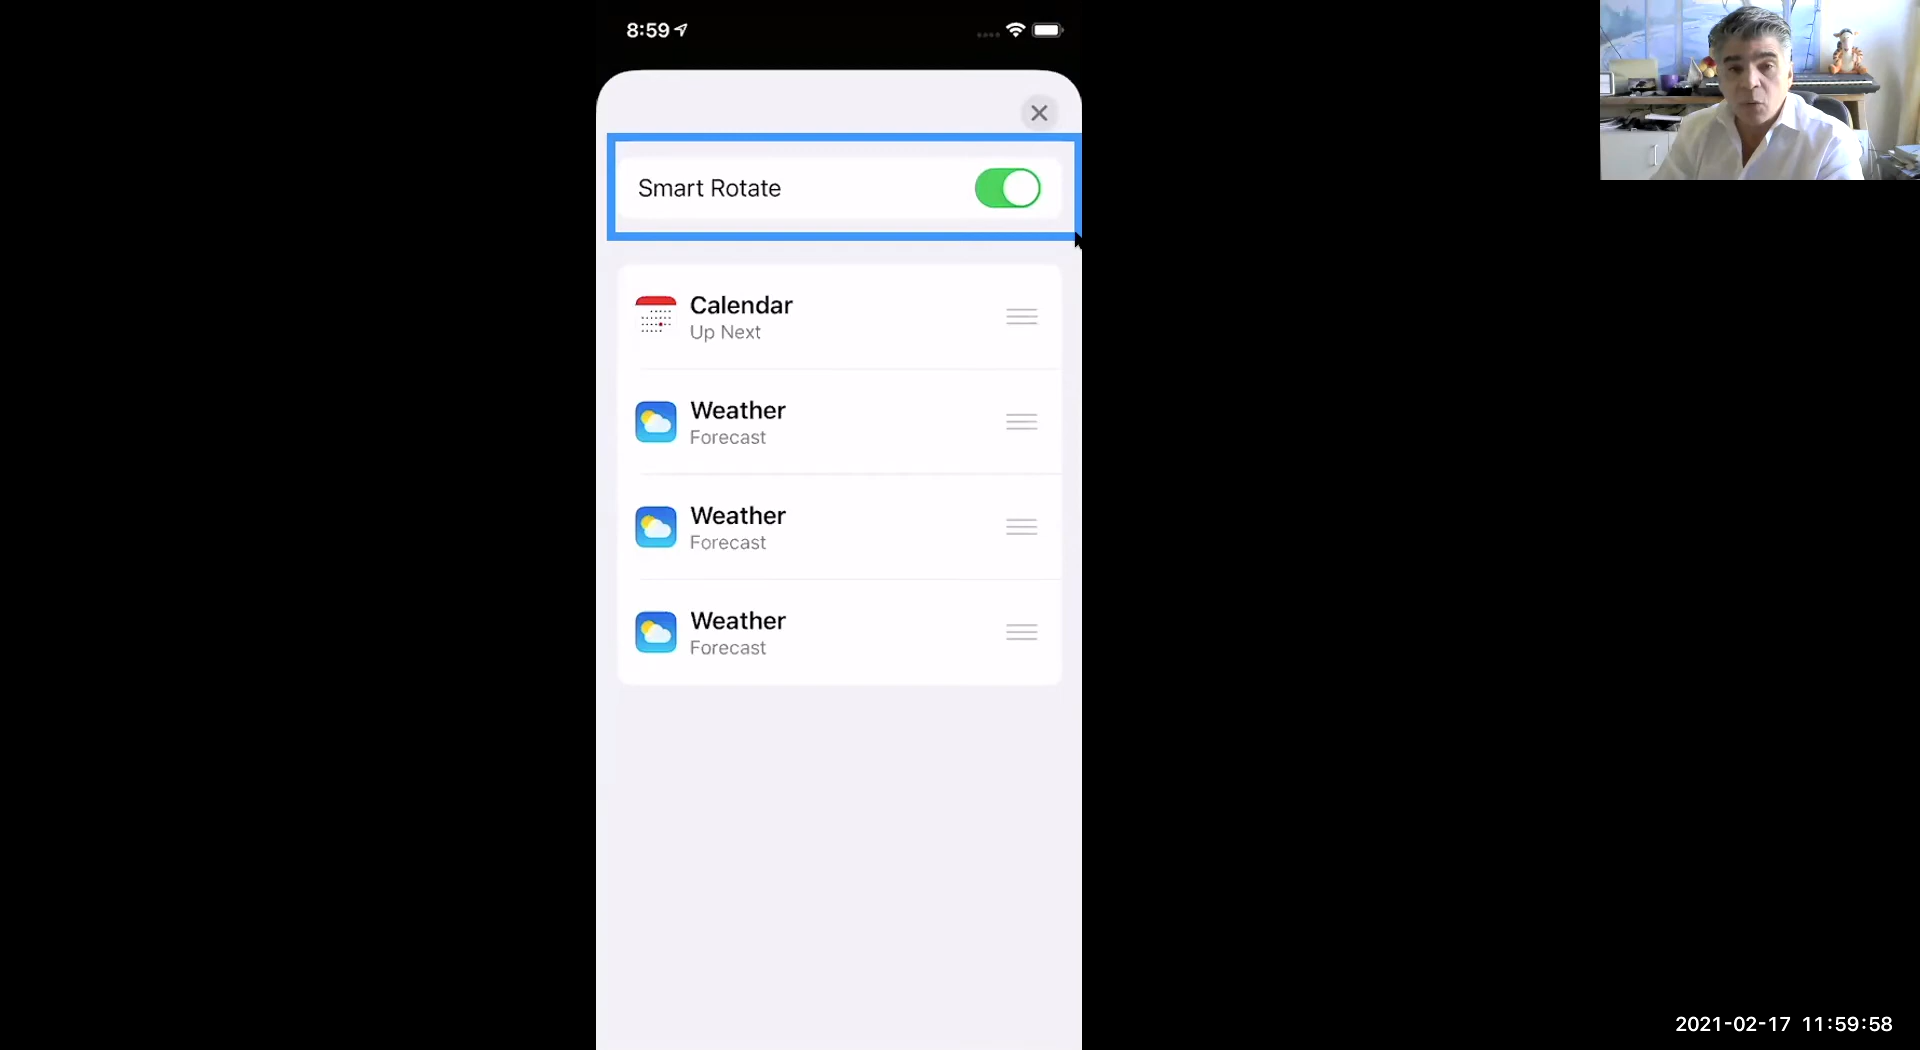 8:59
Smart Rotate
Calendar
Up Next
Weather
Forecast
Weather
Forecast
Weather
Forecast
2021-02-17 11:59:58